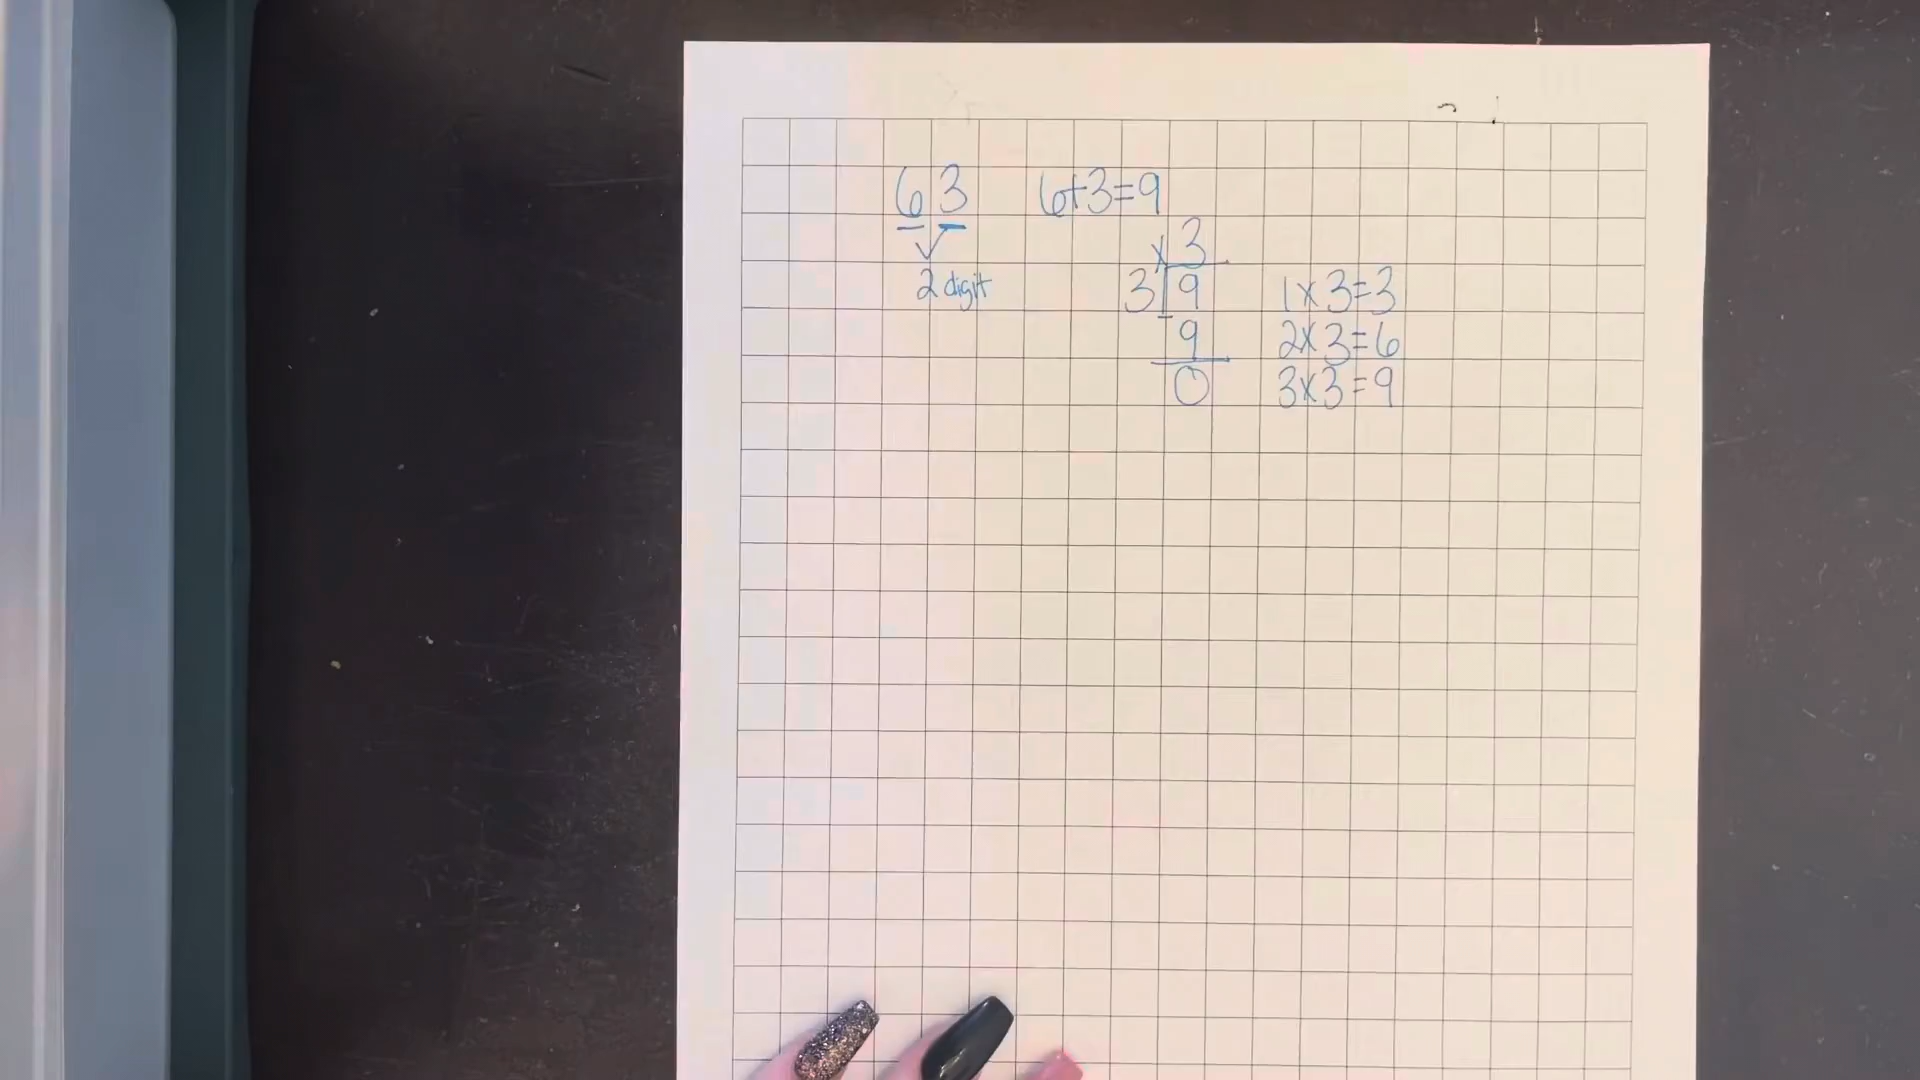 63 6+3=9
x 3
2 digit 3 9 1x3=3
- 9 2x3=6
0 3x3=9